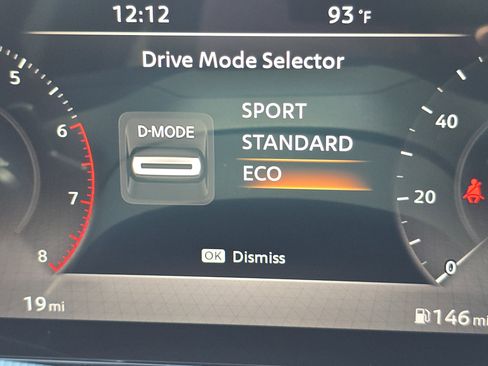 12:12 93 °F
Drive Mode Selector
D-MODE
SPORT
STANDARD
ECO
OK Dismiss
5
6
7
8
40
20
0
19 mi
146 mi